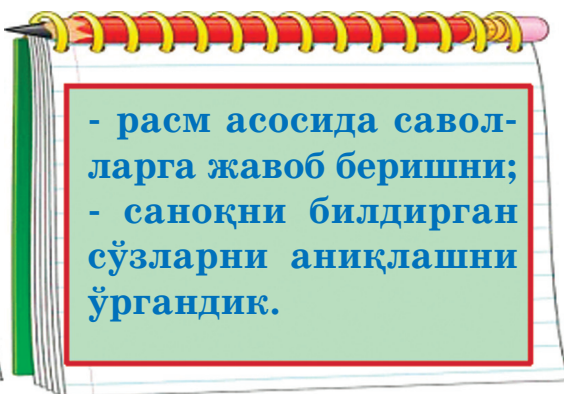 - расм асосида савол-
ларга жавоб беришни;
- саноқни билдирган
сўзларни аниқлашни
ўргандик.